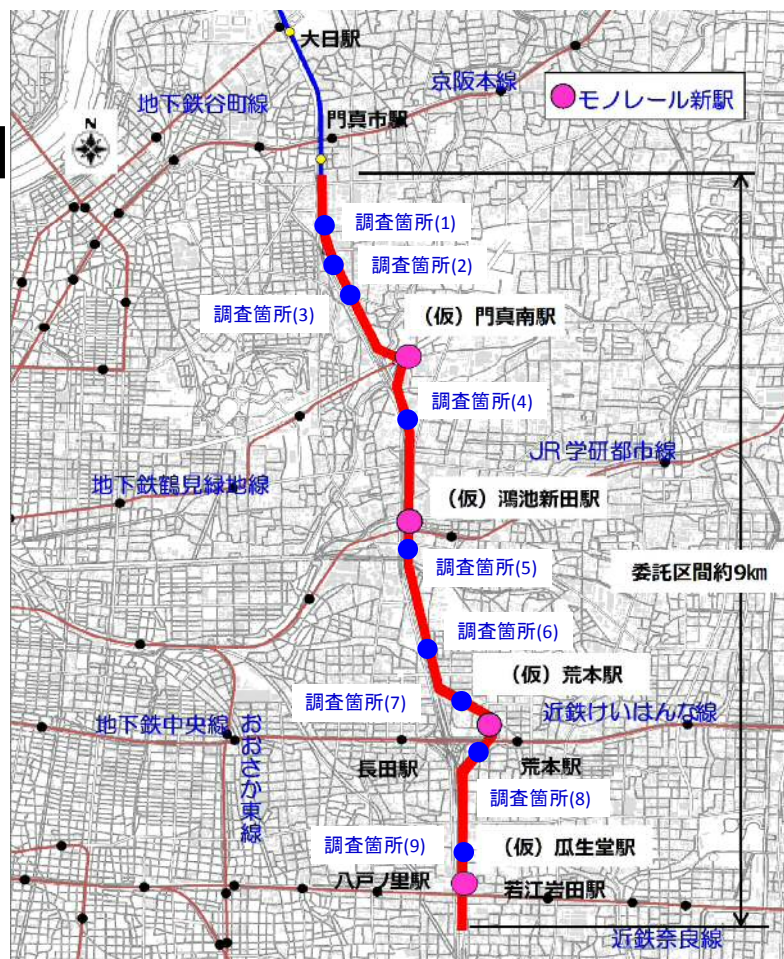 大日駅
京阪本線
地下鉄谷町線
モノレール新駅
門真市駅
N
調査箇所(1)
調査箇所(2)
調査箇所(3)
（仮）門真南駅
調査箇所(4)
JR学研都市線
地下鉄鶴見緑地線
（仮）鴻池新田駅
調査箇所(5)
委託区間約9㎞
調査箇所(6)
（仮）荒本駅
調査箇所(7)
近鉄けいはんな線
地下鉄中央線
おおさか東線
長田駅
荒本駅
調査箇所(8)
調査箇所(9)
（仮）瓜生堂駅
八戸ノ里駅
若江岩田駅
近鉄奈良線